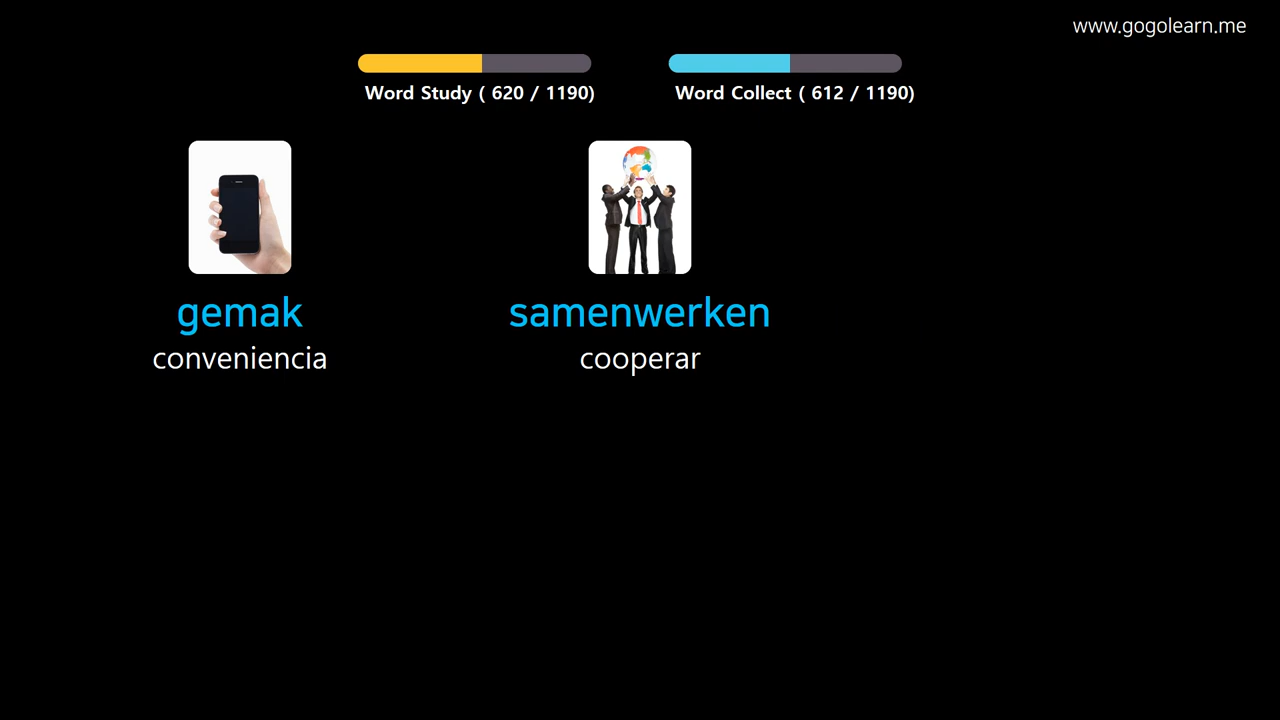 www.gogolearn.me
Word Study ( 620 / 1190)
Word Collect ( 612 / 1190)
gemak
conveniencia
samenwerken
cooperar